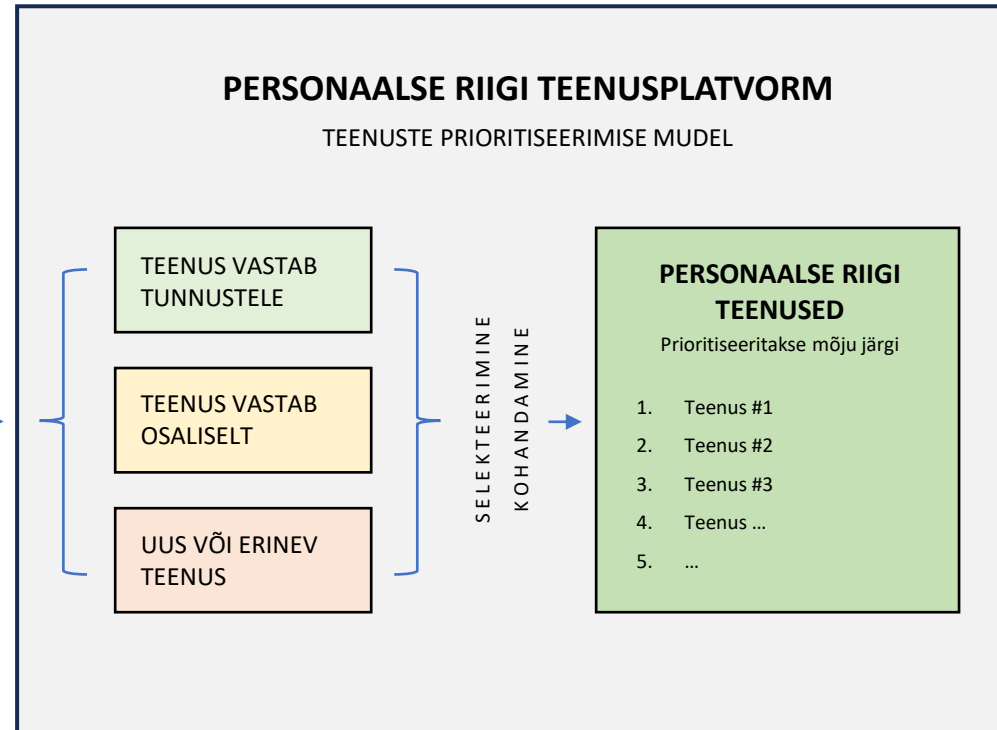 PERSONAALSE RIIGI TEENUSPLATVORM
TEENUSTE PRIORITISEERIMISE MUDEL
TEENUS VASTAB
TUNNUSTELE
TEENUS VASTAB
OSALISELT
UUS VÕI ERINEV
TEENUS
SELEKTEERIMINE
KOHANDAMINE
PERSONAALSE RIIGI
TEENUSED
Prioritiseeritakse mõju järgi
1. Teenus #1
2. Teenus #2
3. Teenus #3
4. Teenus ...
5. ...